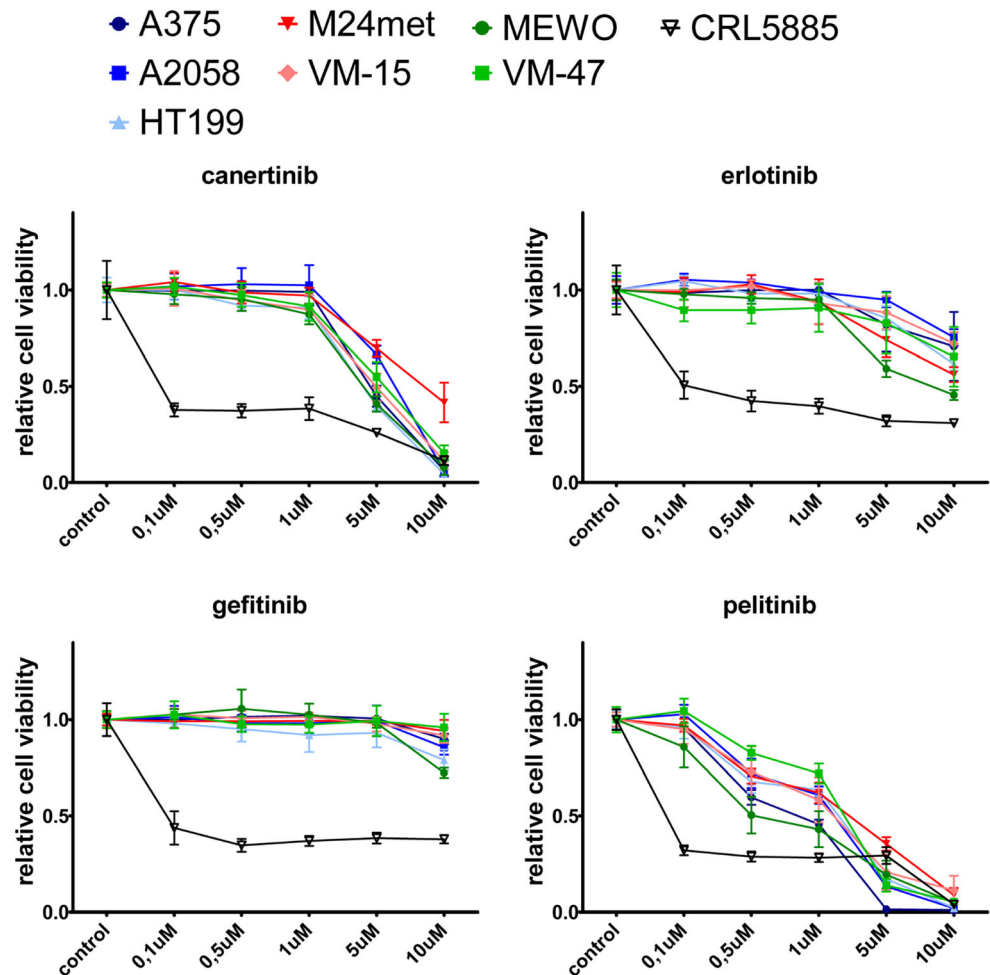 A375 M24met MEWO CRL5885
A2058 VM-15 VM-47
HT199
canertinib
relative cell viability
1.0
0.5
0.0
control 0,1uM 0,5uM 1uM 5uM 10uM
erlotinib
relative cell viability
1.0
0.5
0.0
control 0,1uM 0,5uM 1uM 5uM 10uM
gefitinib
relative cell viability
1.0
0.5
0.0
control 0,1uM 0,5uM 1uM 5uM 10uM
pelitinib
relative cell viability
1.0
0.5
0.0
control 0,1uM 0,5uM 1uM 5uM 10uM